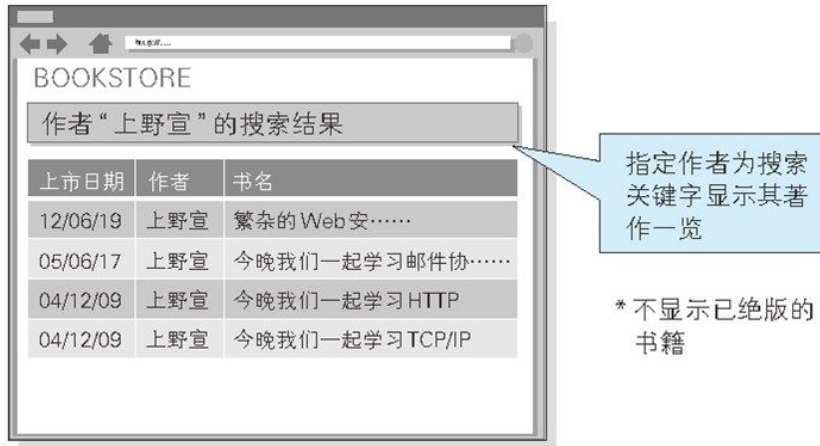 BOOKSTORE
作者“上野宣”的搜索结果
上市日期 作者 书名
12/06/19 上野宣 繁杂的Web安……
05/06/17 上野宣 今晚我们一起学习邮件协……
04/12/09 上野宣 今晚我们一起学习HTTP
04/12/09 上野宣 今晚我们一起学习TCP/IP
指定作者为搜索
关键字显示其著
作一览
*不显示已绝版的
书籍